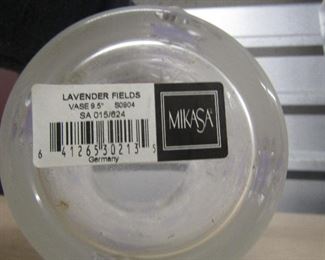 LAVENDER FIELDS
VASE 9.5" S0904
SA 015/624
MIKASA
6 41265 30213 5
Germany